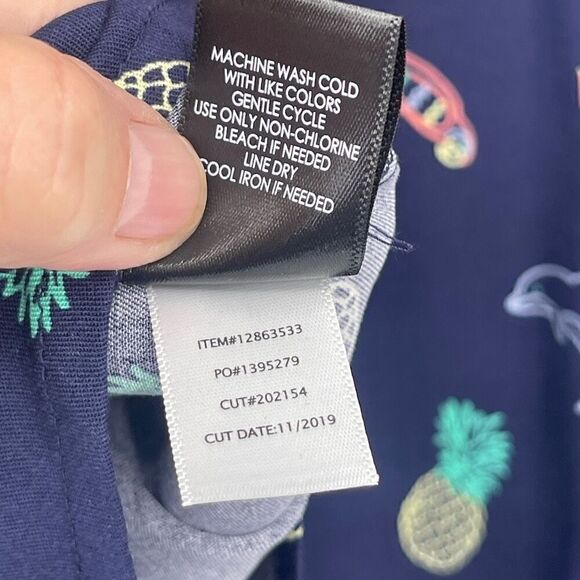 MACHINE WASH COLD
WITH LIKE COLORS
GENTLE CYCLE
USE ONLY NON-CHLORINE
BLEACH IF NEEDED
LINE DRY
COOL IRON IF NEEDED
ITEM#12863533
PO#1395279
CUT#202154
CUT DATE:11/2019